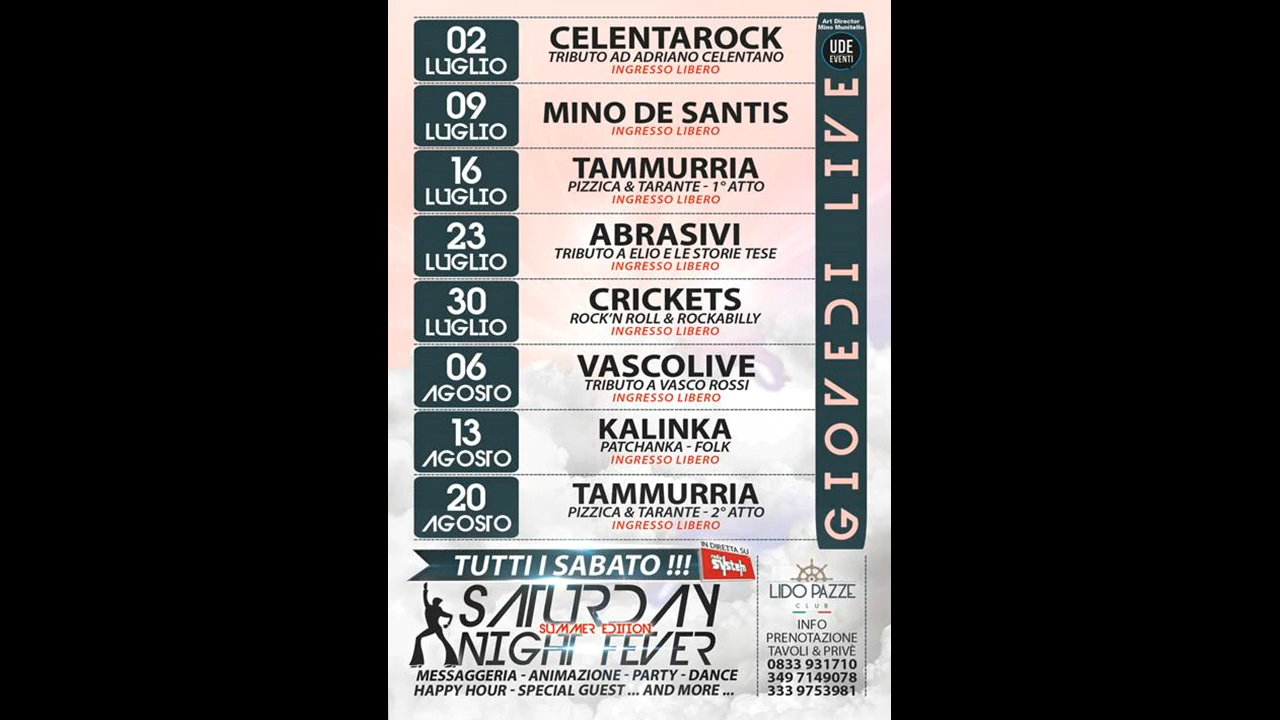 02
LUGLIO
CELENTAROCK
TRIBUTO AD ADRIANO CELENTANO
INGRESSO LIBERO
09
LUGLIO
MINO DE SANTIS
INGRESSO LIBERO
16
LUGLIO
TAMMURRIA
PIZZICA & TARANTE - 1° ATTO
INGRESSO LIBERO
23
LUGLIO
ABRASIVI
TRIBUTO A ELIO E LE STORIE TESE
INGRESSO LIBERO
30
LUGLIO
CRICKETS
ROCK'N ROLL & ROCKABILLY
INGRESSO LIBERO
06
AGOSTO
VASCOLIVE
TRIBUTO A VASCO ROSSI
INGRESSO LIBERO
13
AGOSTO
KALINKA
PATCHANKA - FOLK
INGRESSO LIBERO
20
AGOSTO
TAMMURRIA
PIZZICA & TARANTE - 2° ATTO
INGRESSO LIBERO
Art Director
Mino Munitello
UDE
EVENTI
GIOVEDI LIVE
TUTTI I SABATO !!!
IN DIRETTA SU
radio
system
SATURDAY
SUMMER EDITION
NIGHT FEVER
MESSAGGERIA - ANIMAZIONE - PARTY - DANCE
HAPPY HOUR - SPECIAL GUEST ... AND MORE ...
LIDO PAZZE
CLUB
INFO
PRENOTAZIONE
TAVOLI & PRIVÈ
0833 931710
349 7149078
333 9753981